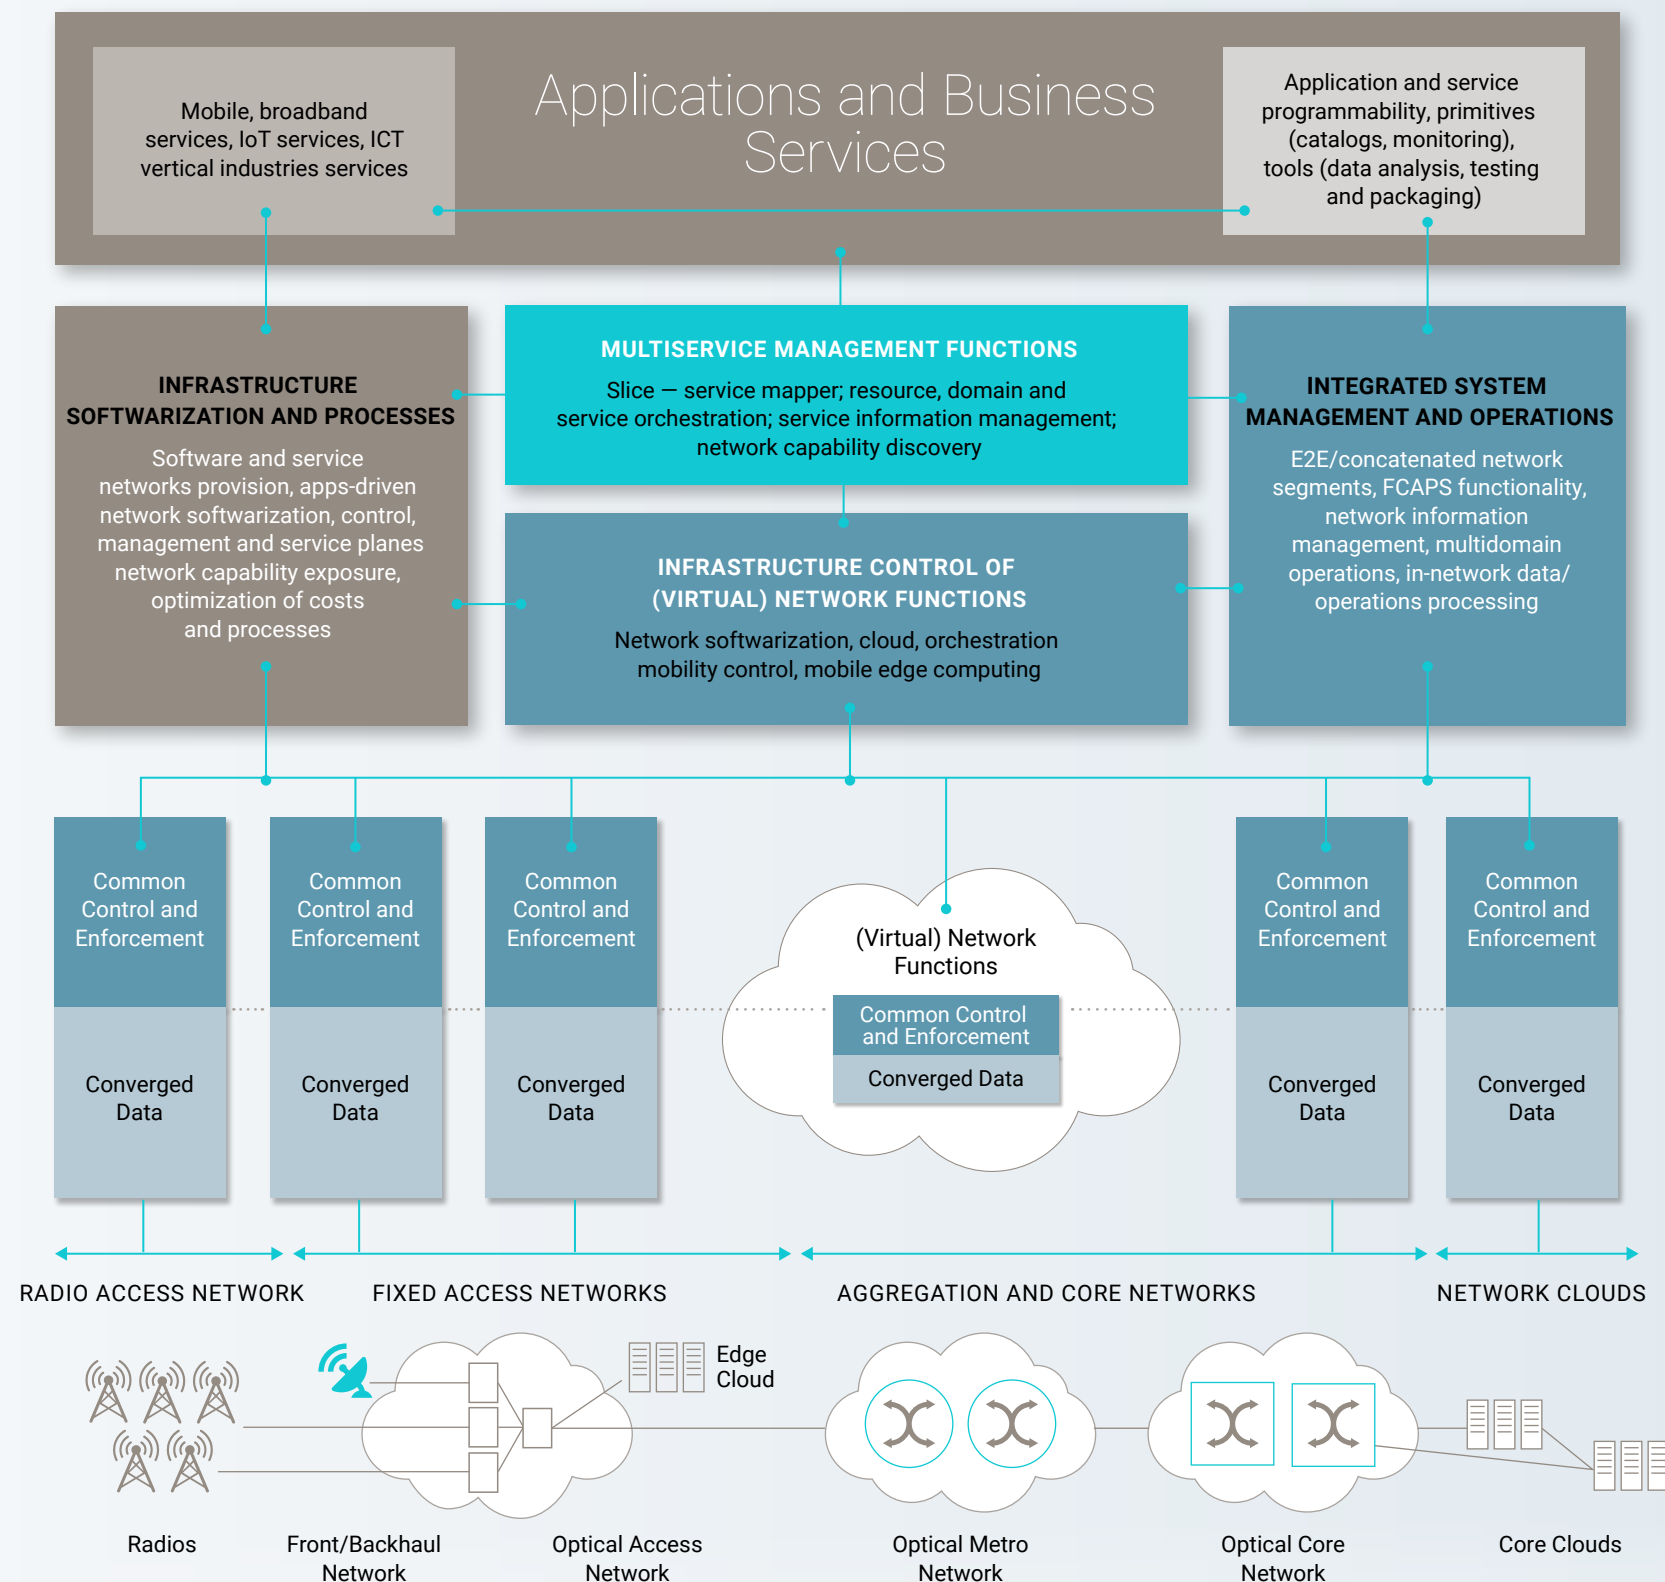 Applications and Business
Services
Mobile, broadband
services, IoT services, ICT
vertical industries services
Application and service
programmability, primitives
(catalogs, monitoring),
tools (data analysis, testing
and packaging)
INFRASTRUCTURE
SOFTWARIZATION AND PROCESSES
Software and service
networks provision, apps-driven
network softwarization, control,
management and service planes
network capability exposure,
optimization of costs
and processes
MULTISERVICE MANAGEMENT FUNCTIONS
Slice — service mapper; resource, domain and
service orchestration; service information management;
network capability discovery
INFRASTRUCTURE CONTROL OF
(VIRTUAL) NETWORK FUNCTIONS
Network softwarization, cloud, orchestration
mobility control, mobile edge computing
INTEGRATED SYSTEM
MANAGEMENT AND OPERATIONS
E2E/concatenated network
segments, FCAPS functionality,
network information
management, multidomain
operations, in-network data/
operations processing
Common
Control and
Enforcement
Converged
Data
Common
Control and
Enforcement
Converged
Data
Common
Control and
Enforcement
Converged
Data
(Virtual) Network
Functions
Common Control
and Enforcement
Converged Data
Common
Control and
Enforcement
Converged
Data
Common
Control and
Enforcement
Converged
Data
RADIO ACCESS NETWORK
FIXED ACCESS NETWORKS
AGGREGATION AND CORE NETWORKS
NETWORK CLOUDS
Edge
Cloud
Radios
Front/Backhaul
Network
Optical Access
Network
Optical Metro
Network
Optical Core
Network
Core Clouds